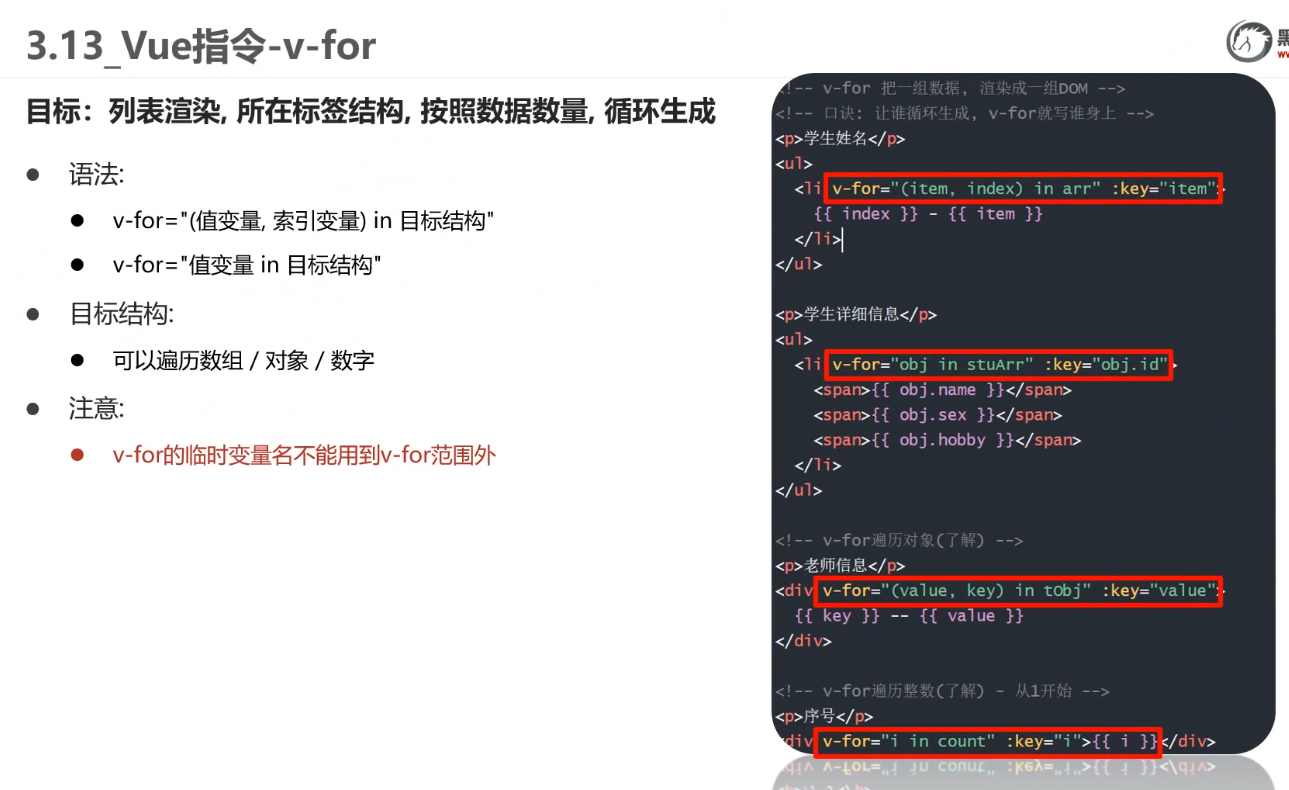 3.13_Vue指令-v-for
黑
ww
目标：列表渲染, 所在标签结构, 按照数据数量, 循环生成
语法:
v-for="(值变量, 索引变量) in 目标结构"
v-for="值变量 in 目标结构"
目标结构:
可以遍历数组 / 对象 / 数字
注意:
v-for的临时变量名不能用到v-for范围外
<!-- v-for 把一组数据, 渲染成一组DOM -->
<!-- 口诀: 让谁循环生成, v-for就写谁身上 -->
<p>学生姓名</p>
<ul>
<li v-for="(item, index) in arr" :key="item">
{{ index }} - {{ item }}
</li>
</ul>
<p>学生详细信息</p>
<ul>
<li v-for="obj in stuArr" :key="obj.id">
<span>{{ obj.name }}</span>
<span>{{ obj.sex }}</span>
<span>{{ obj.hobby }}</span>
</li>
</ul>
<!-- v-for遍历对象(了解) -->
<p>老师信息</p>
<div v-for="(value, key) in tObj" :key="value">
{{ key }} -- {{ value }}
</div>
<!-- v-for遍历整数(了解) - 从1开始 -->
<p>序号</p>
<div v-for="i in count" :key="i">{{ i }}</div>